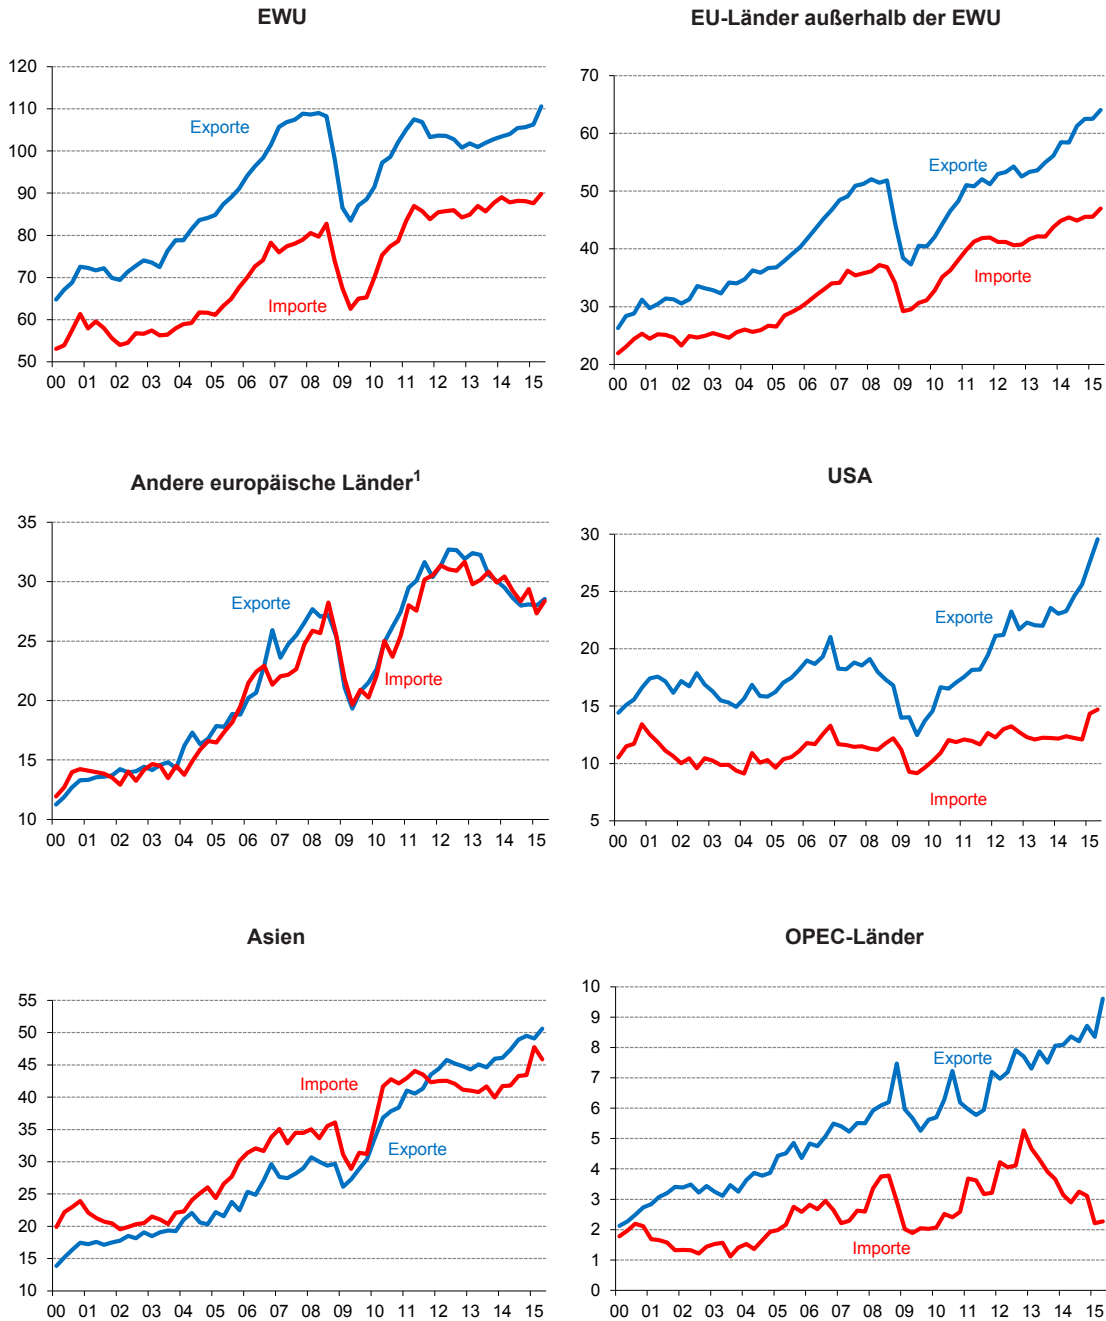 EWU
120
110
100
90
80
70
60
50
Exporte
Importe
00 01 02 03 04 05 06 07 08 09 10 11 12 13 14 15
EU-Länder außerhalb der EWU
70
60
50
40
30
20
Exporte
Importe
00 01 02 03 04 05 06 07 08 09 10 11 12 13 14 15
Andere europäische Länder¹
35
30
25
20
15
10
Exporte
Importe
00 01 02 03 04 05 06 07 08 09 10 11 12 13 14 15
USA
30
25
20
15
10
5
Exporte
Importe
00 01 02 03 04 05 06 07 08 09 10 11 12 13 14 15
Asien
55
50
45
40
35
30
25
20
15
10
Importe
Exporte
00 01 02 03 04 05 06 07 08 09 10 11 12 13 14 15
OPEC-Länder
10
9
8
7
6
5
4
3
2
1
0
Exporte
Importe
00 01 02 03 04 05 06 07 08 09 10 11 12 13 14 15